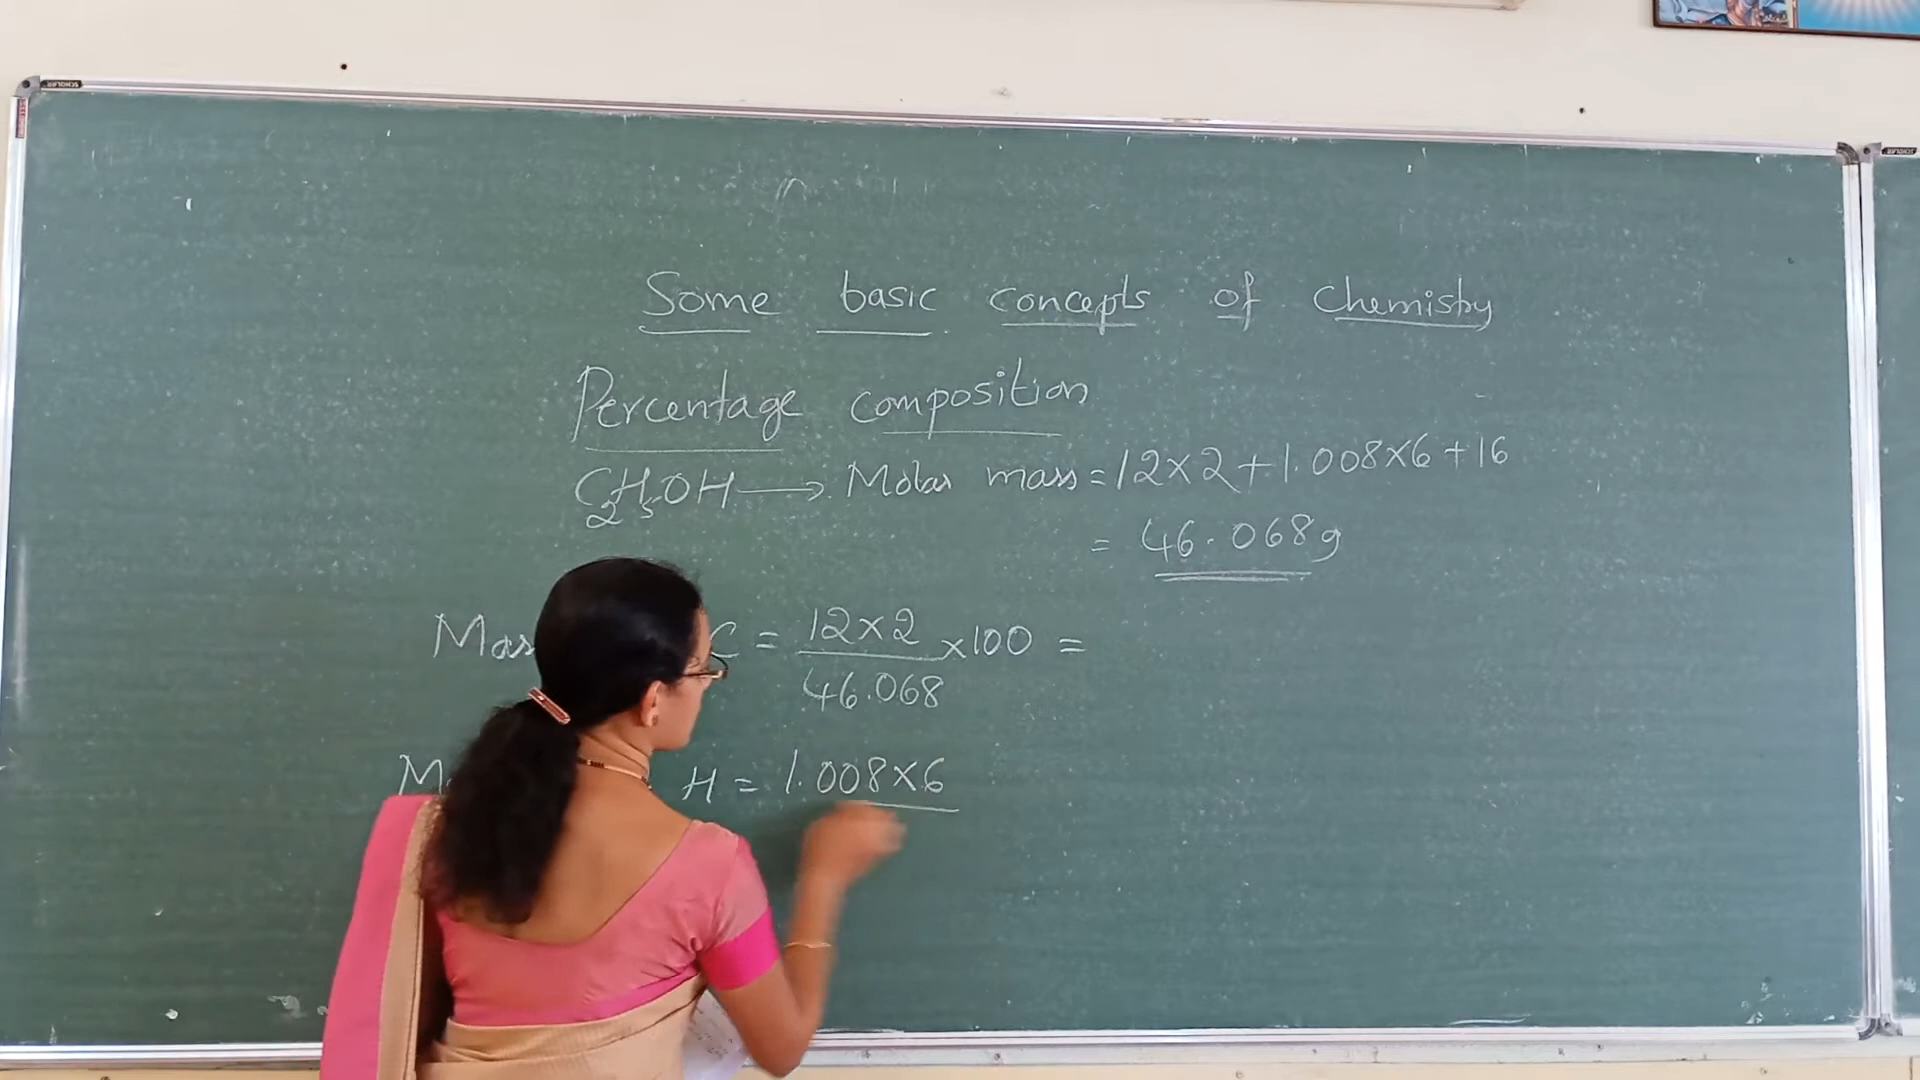 Some basic concepts of chemistry
Percentage composition
C2H5OH → Molar mass = 12×2+1.008×6+16
= 46.068g
C = 12×2/46.068 ×100 =
H = 1.008×6